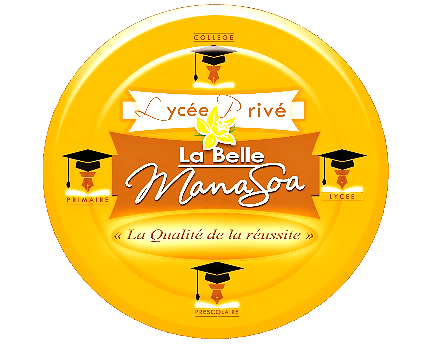 COLLEGE
Lycée Privé
La Belle
ManaSoa
PRIMAIRE
LYCEE
« La Qualité de la réussite »
PRESCOLAIRE